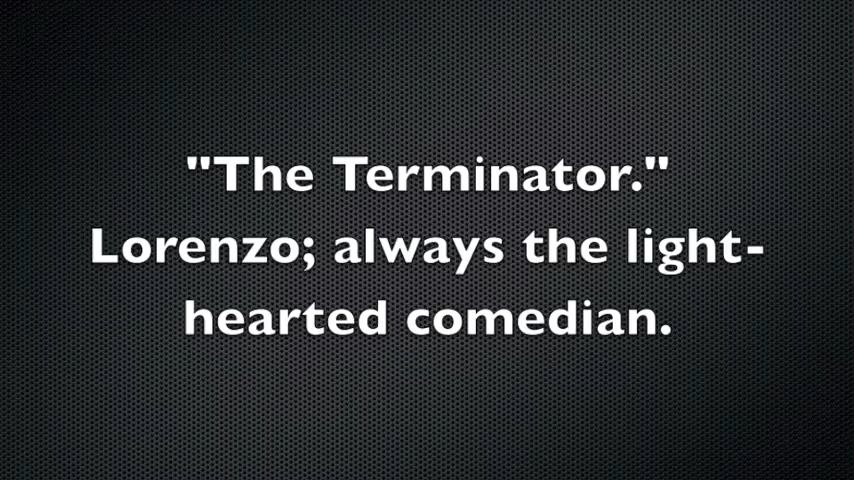 "The Terminator."
Lorenzo; always the light-
hearted comedian.